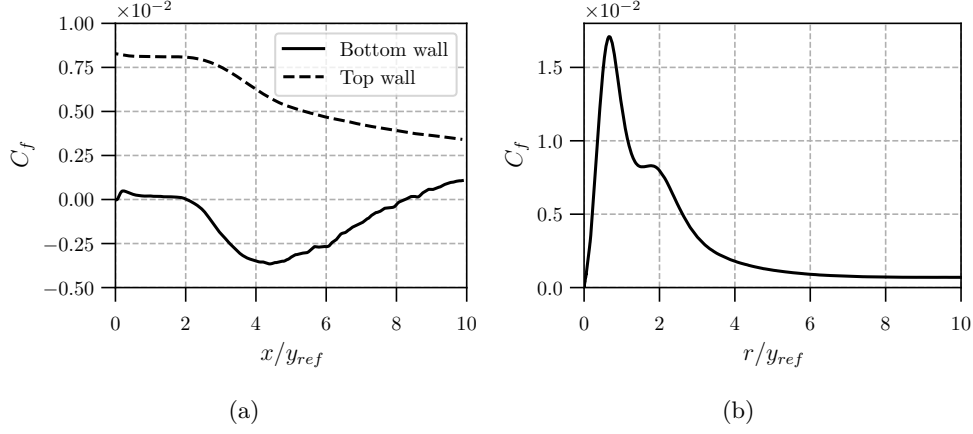 ×10⁻²
1.00
0.75
0.50
0.25
0.00
−0.25
−0.50
C_f
Bottom wall
Top wall
0 2 4 6 8 10
x/y_ref
(a)
×10⁻²
1.5
1.0
0.5
0.0
C_f
0 2 4 6 8 10
r/y_ref
(b)